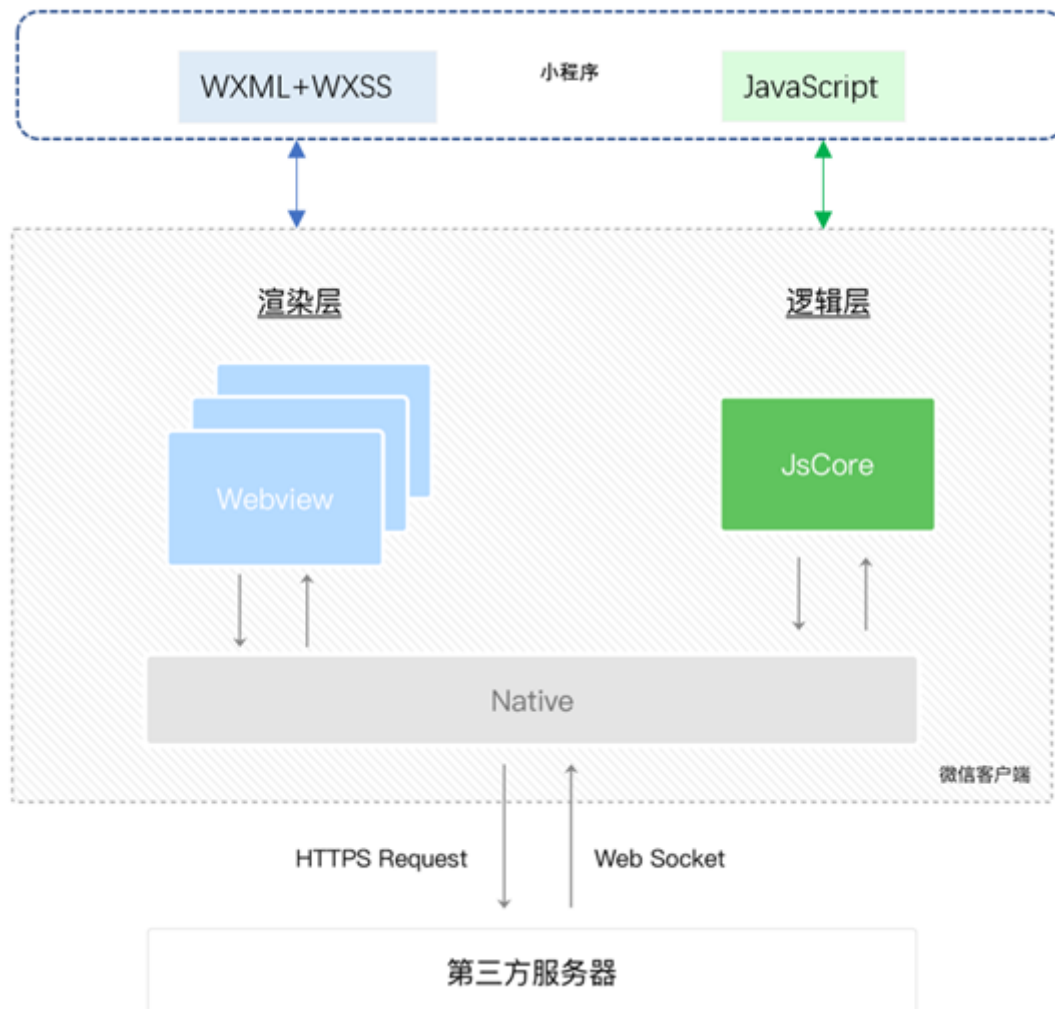 小程序
WXML+WXSS
JavaScript
渲染层
逻辑层
Webview
JsCore
Native
微信客户端
HTTPS Request
Web Socket
第三方服务器